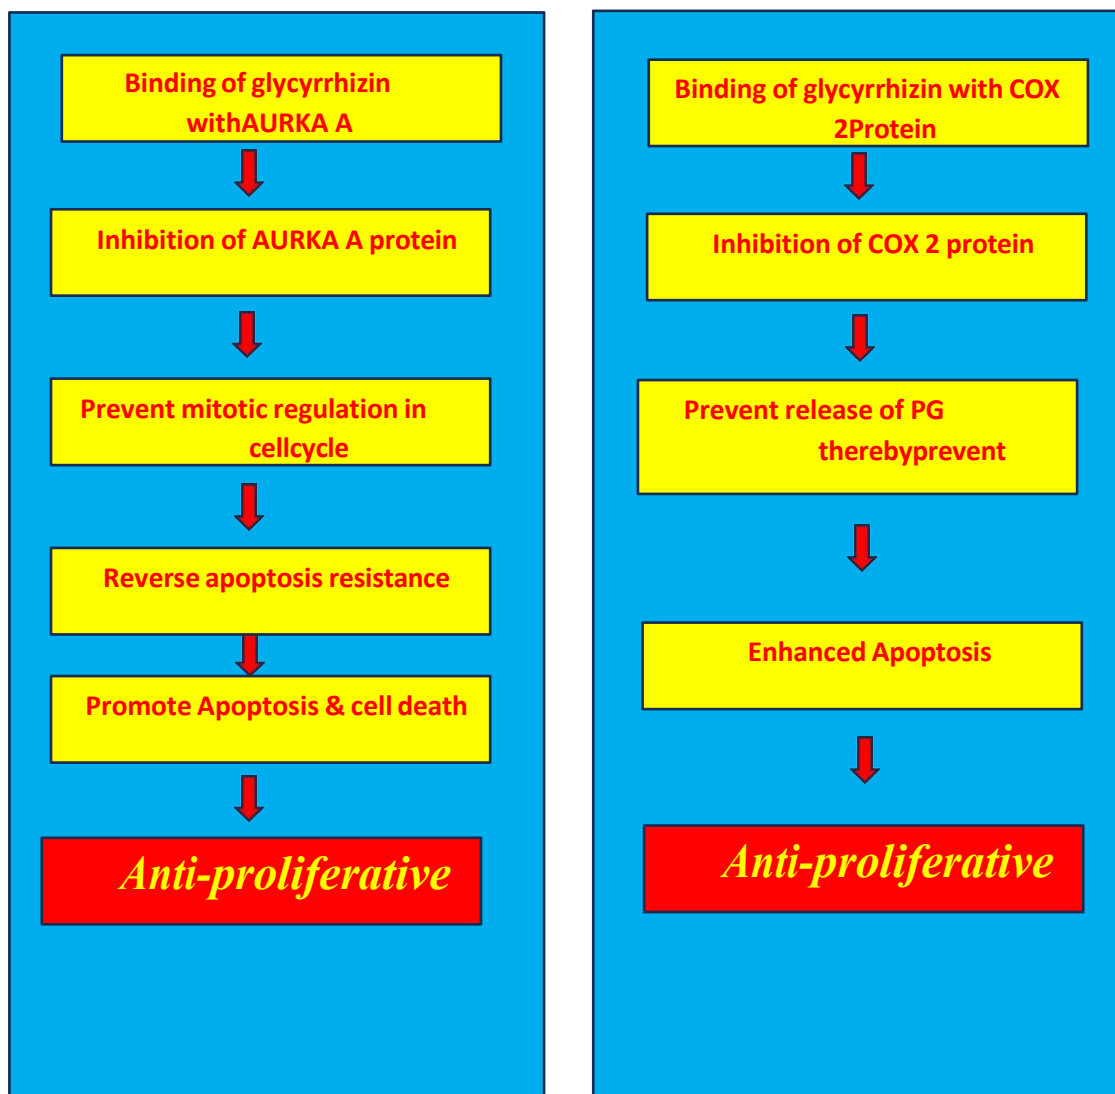 Binding of glycyrrhizin
withAURKA A
Inhibition of AURKA A protein
Prevent mitotic regulation in
cellcycle
Reverse apoptosis resistance
Promote Apoptosis & cell death
Anti-proliferative
Binding of glycyrrhizin with COX
2Protein
Inhibition of COX 2 protein
Prevent release of PG
therebyprevent
Enhanced Apoptosis
Anti-proliferative